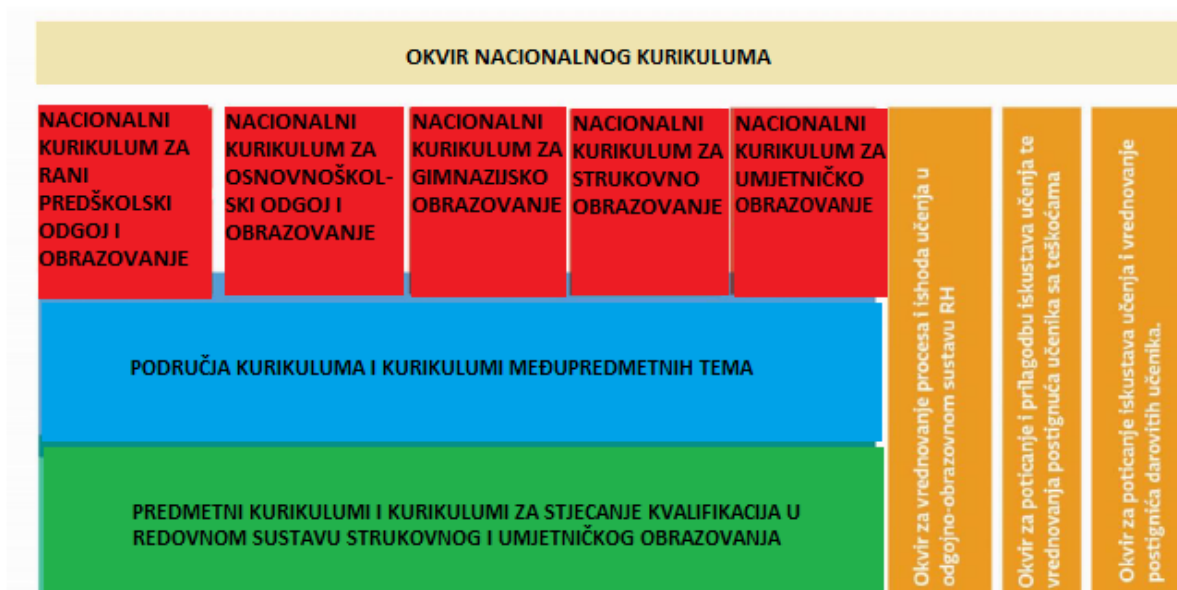 OKVIR NACIONALNOG KURIKULUMA
NACIONALNI
KURIKULUM ZA
RANI
PREDŠKOLSKI
ODGOJ I
OBRAZOVANJE
NACIONALNI
KURIKULUM ZA
OSNOVNOŠKOL-
SKI ODGOJ I
OBRAZOVANJE
NACIONALNI
KURIKULUM ZA
GIMNAZIJSKO
OBRAZOVANJE
NACIONALNI
KURIKULUM ZA
STRUKOVNO
OBRAZOVANJE
NACIONALNI
KURIKULUM ZA
UMJETNIČKO
OBRAZOVANJE
PODRUČJA KURIKULUMA I KURIKULUMI MEĐUPREDMETNIH TEMA
PREDMETNI KURIKULUMI I KURIKULUMI ZA STJECANJE KVALIFIKACIJA U
REDOVNOM SUSTAVU STRUKOVNOG I UMJETNIČKOG OBRAZOVANJA
Okvir za vrednovanje procesa i ishoda učenja u
odgojno-obrazovnom sustavu RH
Okvir za poticanje i prilagodbu iskustava učenja te
vrednovanja postignuća učenika sa teškoćama
Okvir za poticanje iskustava učenja i vrednovanje
postignića darovitih učenika.